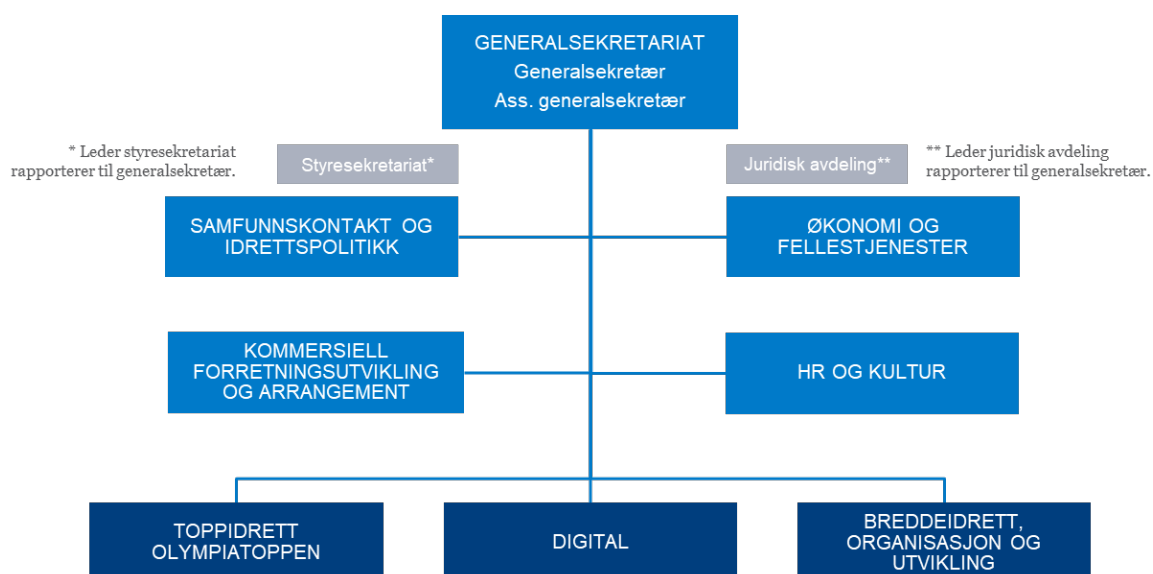 GENERALSEKRETARIAT
Generalsekretær
Ass. generalsekretær
* Leder styresekretariat
rapporterer til generalsekretær.
Styresekretariat*
Juridisk avdeling**
** Leder juridisk avdeling
rapporterer til generalsekretær.
SAMFUNNSKONTAKT OG
IDRETTSPOLITIKK
ØKONOMI OG
FELLESTJENESTER
KOMMERSIELL
FORRETNINGSUTVIKLING
OG ARRANGEMENT
HR OG KULTUR
TOPPIDRETT
OLYMPIATOPPEN
DIGITAL
BREDDEIDRETT,
ORGANISASJON OG
UTVIKLING